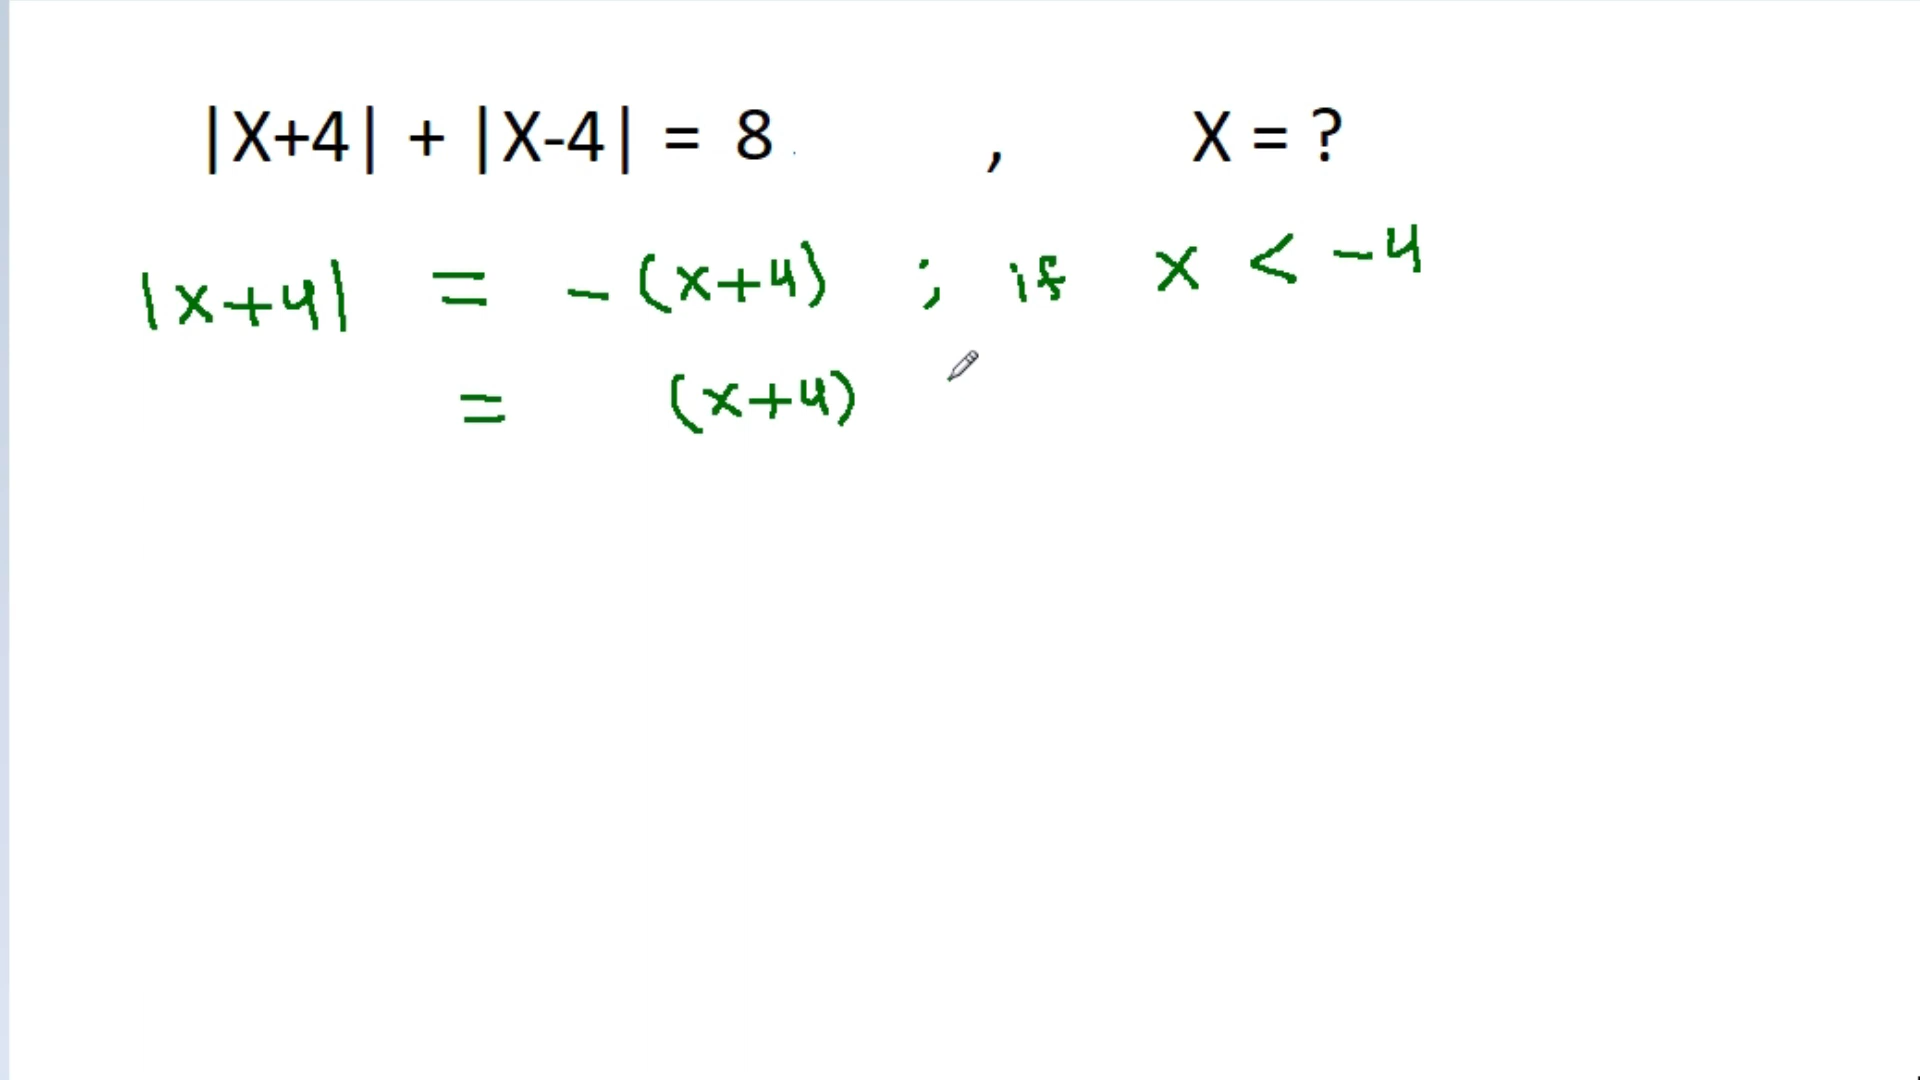 |X+4| + |X-4| = 8 , X = ?
|x+4| = -(x+4) ; if x < -4
= (x+4)